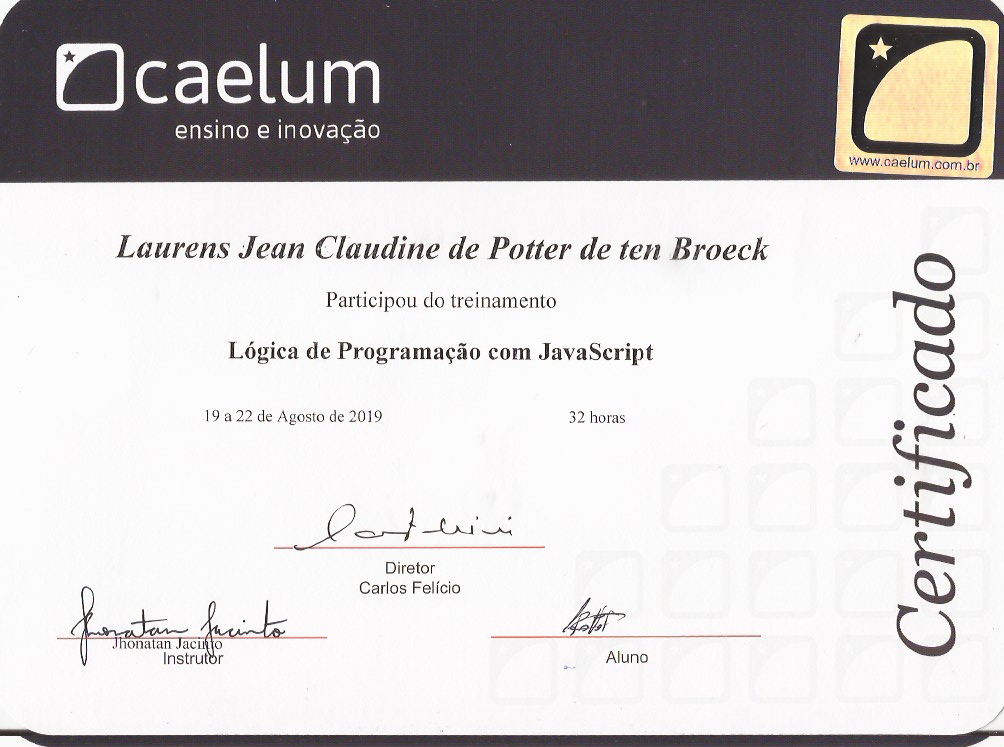 caelum
ensino e inovação
www.caelum.com.br
Laurens Jean Claudine de Potter de ten Broeck
Participou do treinamento
Lógica de Programação com JavaScript
19 a 22 de Agosto de 2019 32 horas
Certificado
Diretor
Carlos Felício
Jhonatan Jacinto
Jhonatan Jacinto
Instrutor
Aluno